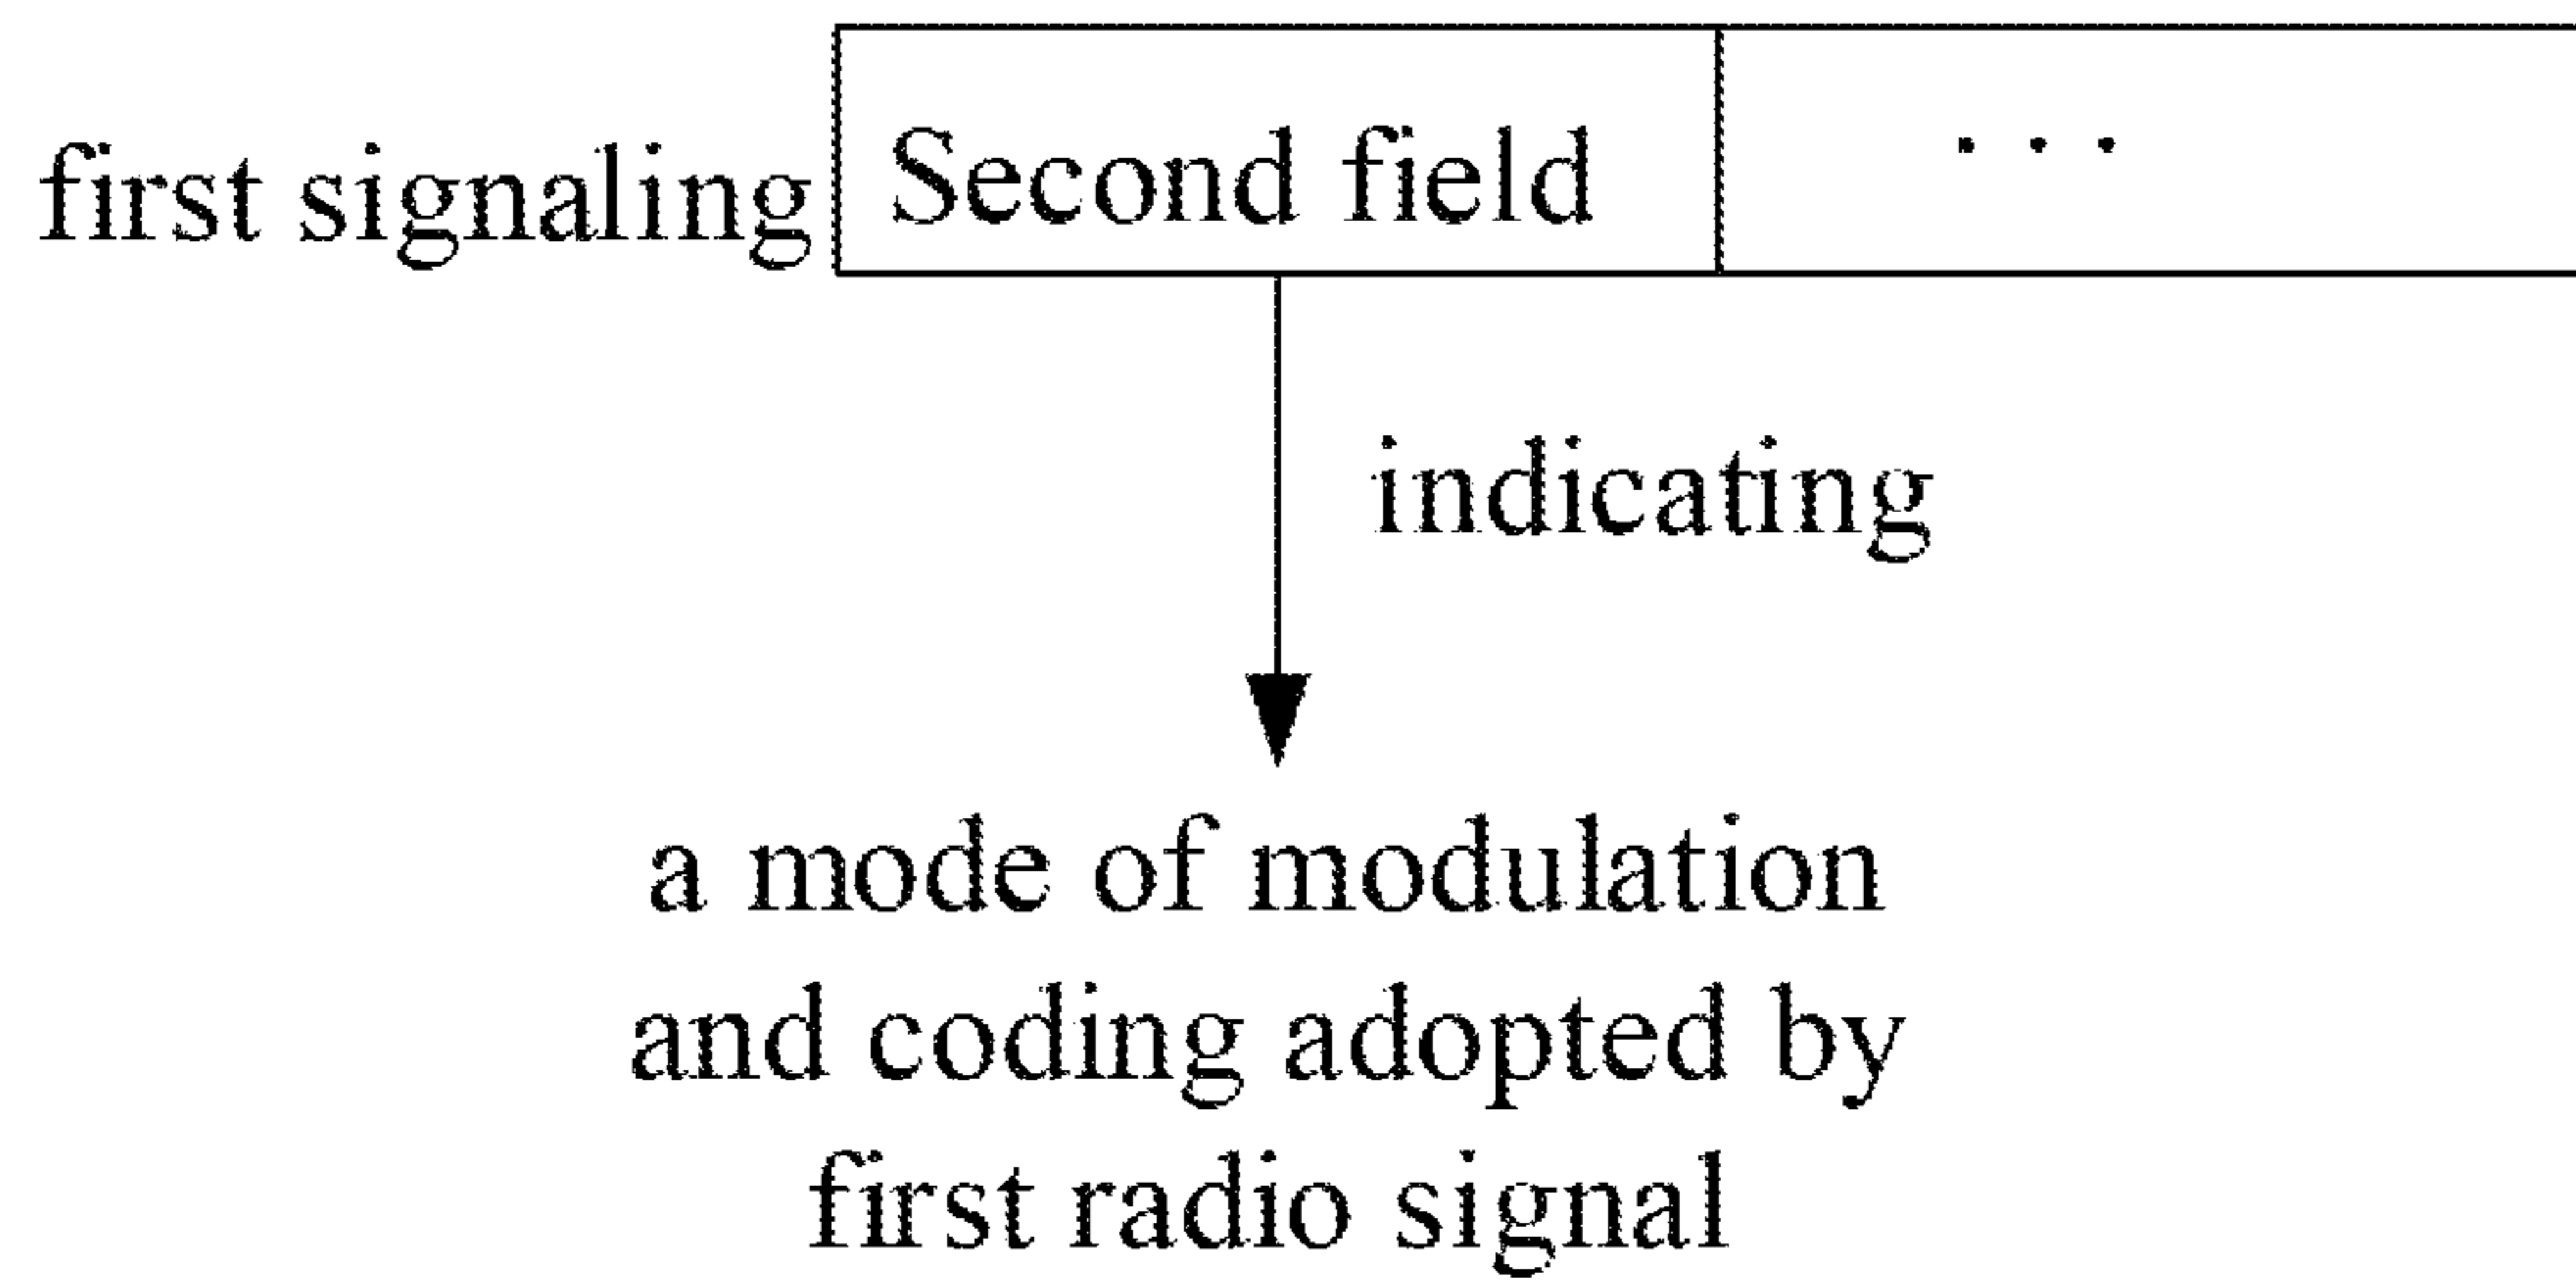 first signaling Second field ...
indicating
a mode of modulation
and coding adopted by
first radio signal